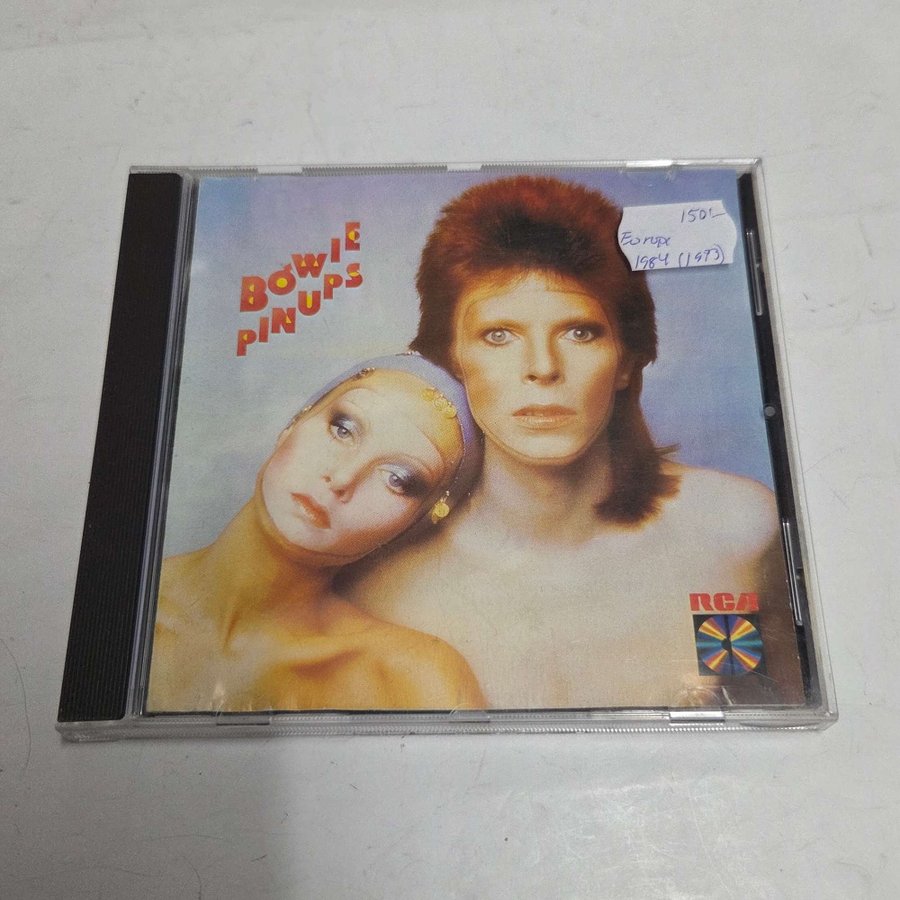 BOWIE
PINUPS
150:-
Europe
1984 (1973)
RCA